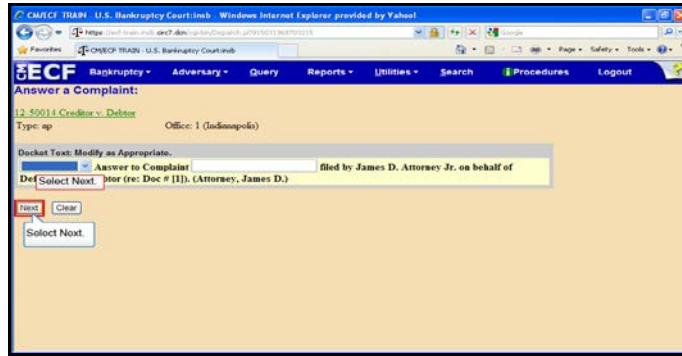 CM/ECF TRAIN - U.S. Bankruptcy Court:insb - Windows Internet Explorer provided by Yahoo!
Google
Favorites CM/ECF TRAIN - U.S. Bankruptcy Court:insb Page Safety Tools
ECF Bankruptcy Adversary Query Reports Utilities Search Procedures Logout
Answer a Complaint:
12-50014 Creditor v. Debtor
Type: ap Office: 1 (Indianapolis)
Docket Text: Modify as Appropriate.
Answer to Complaint filed by James D. Attorney Jr. on behalf of
Select Next. (re: Doc # [1]). (Attorney, James D.)
Next Clear
Select Next.